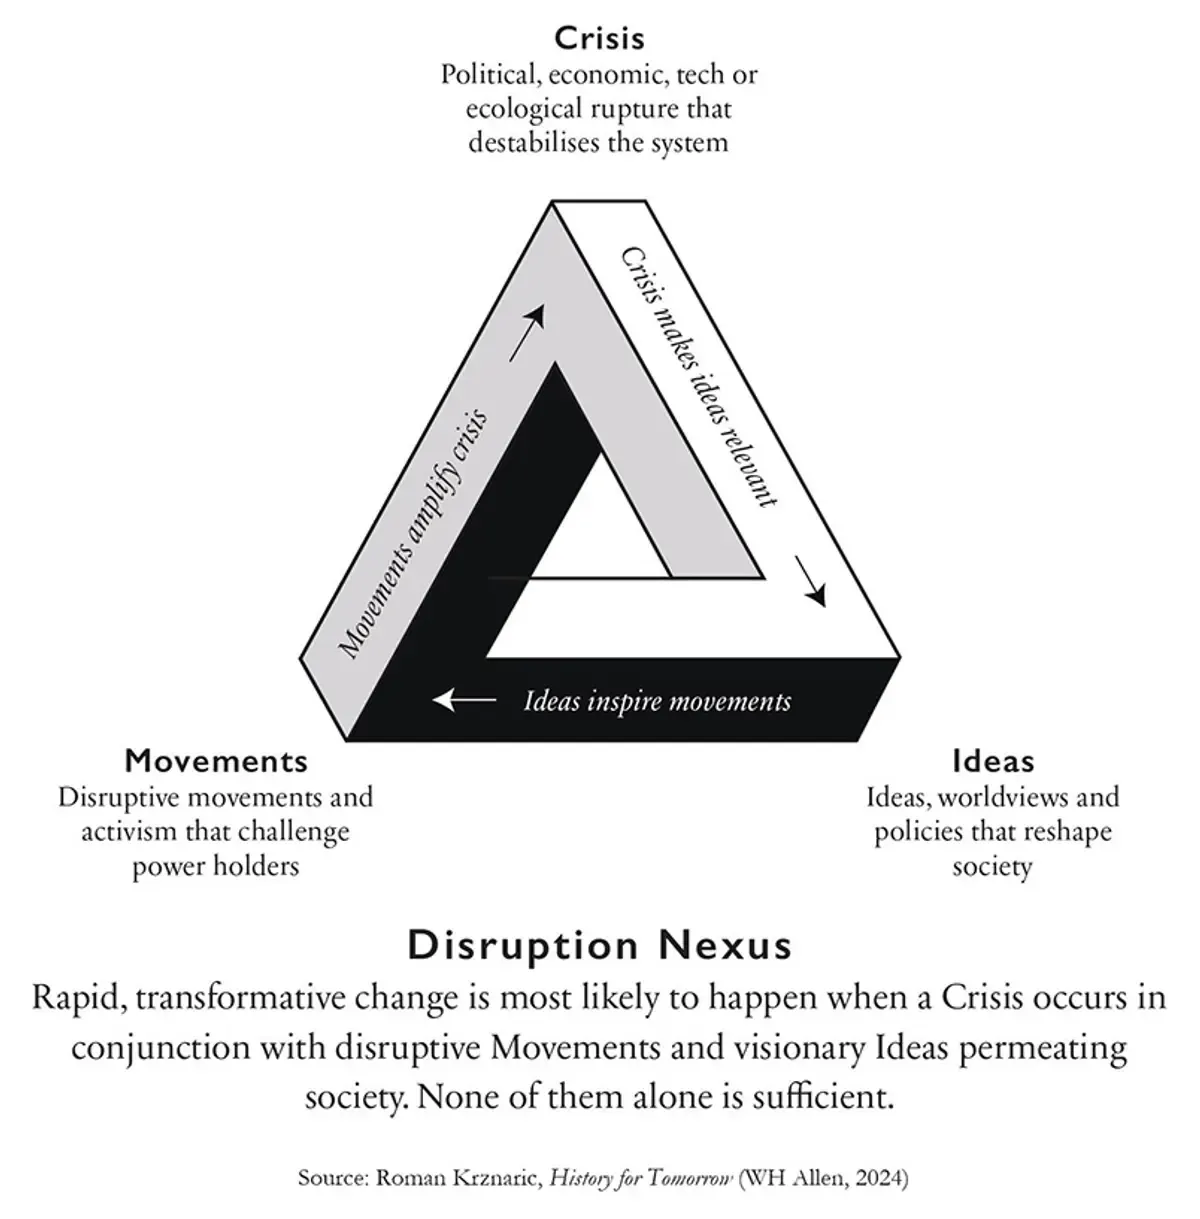 Crisis
Political, economic, tech or
ecological rupture that
destabilises the system
Crisis makes ideas relevant
Movements amplify crisis
Ideas inspire movements
Movements
Disruptive movements and
activism that challenge
power holders
Ideas
Ideas, worldviews and
policies that reshape
society
Disruption Nexus
Rapid, transformative change is most likely to happen when a Crisis occurs in
conjunction with disruptive Movements and visionary Ideas permeating
society. None of them alone is sufficient.
Source: Roman Krznaric, History for Tomorrow (WH Allen, 2024)